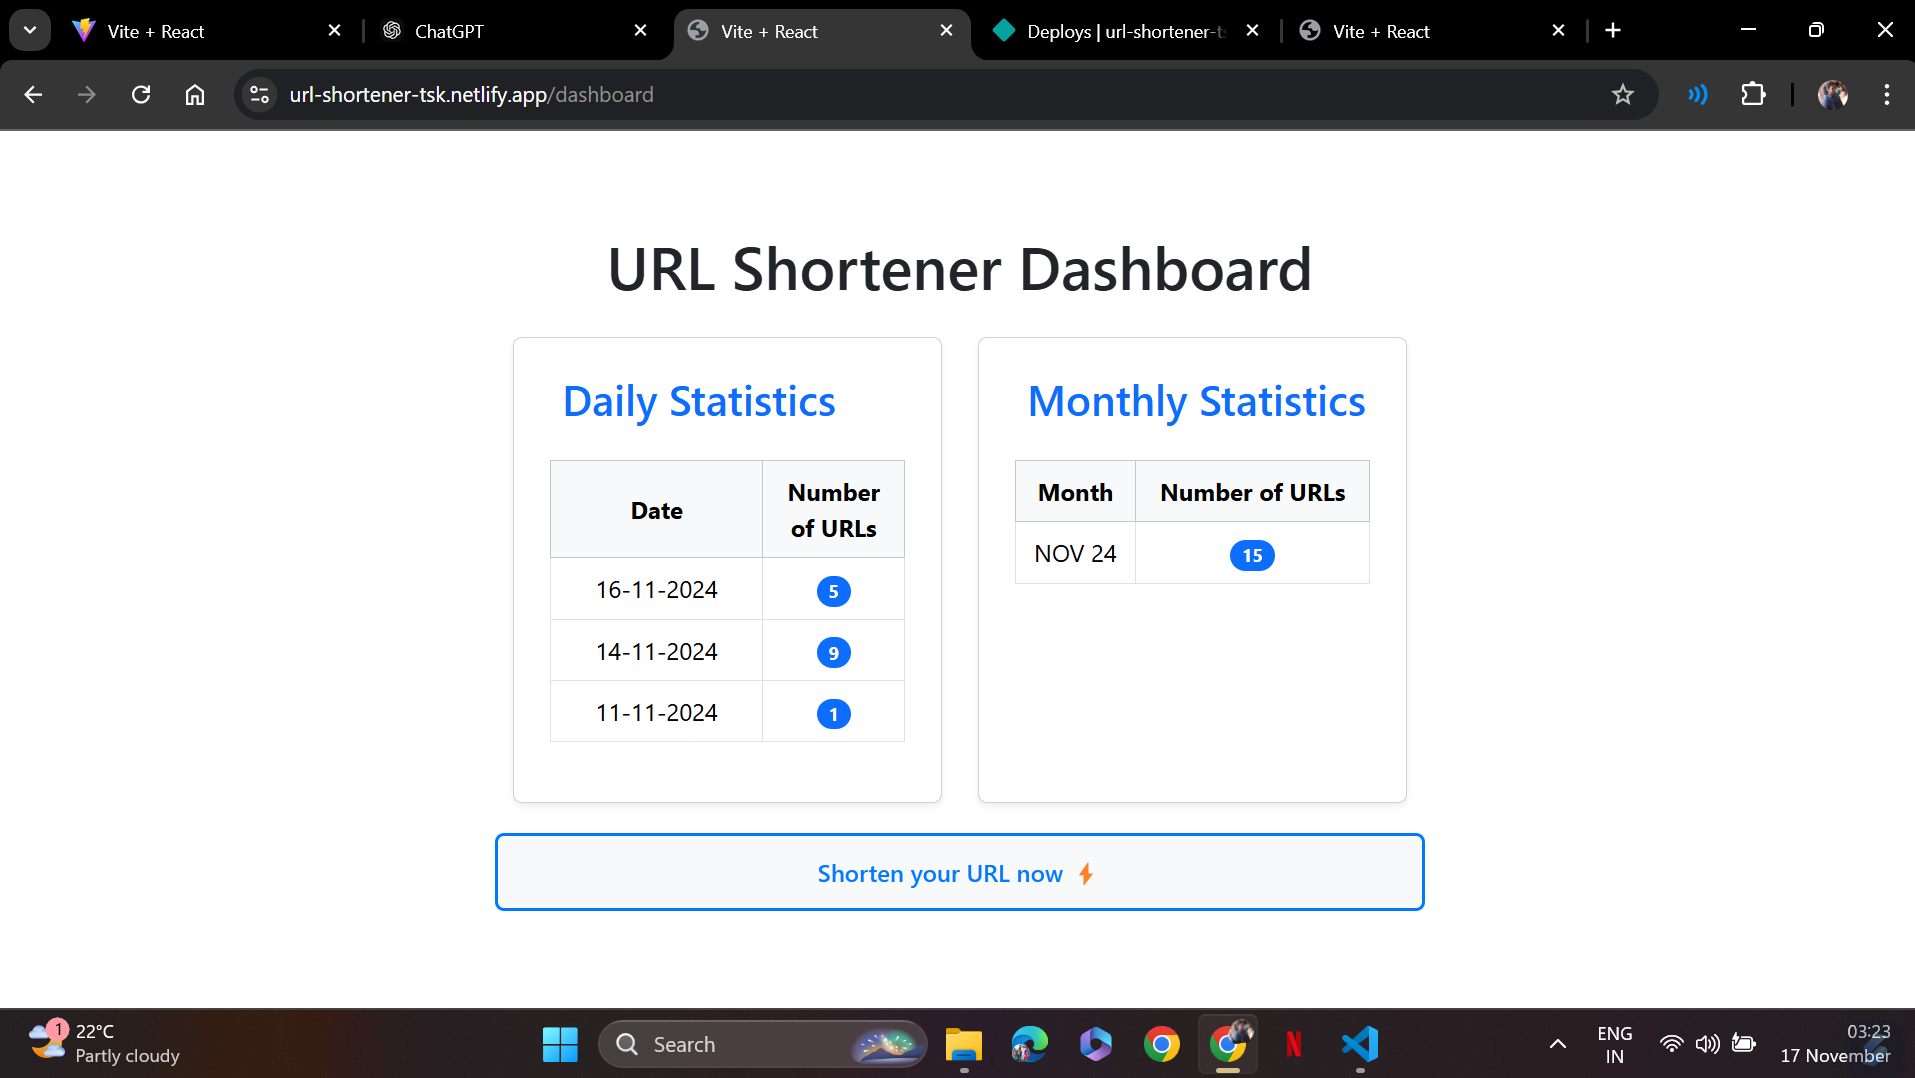 Vite + React
ChatGPT
Vite + React
Deploys | url-shortener-ts
Vite + React
url-shortener-tsk.netlify.app/dashboard
URL Shortener Dashboard
Daily Statistics
Date
Number
of URLs
16-11-2024
5
14-11-2024
9
11-11-2024
1
Monthly Statistics
Month
Number of URLs
NOV 24
15
Shorten your URL now
1
22°C
Partly cloudy
Search
N
ENG
IN
03:23
17 November